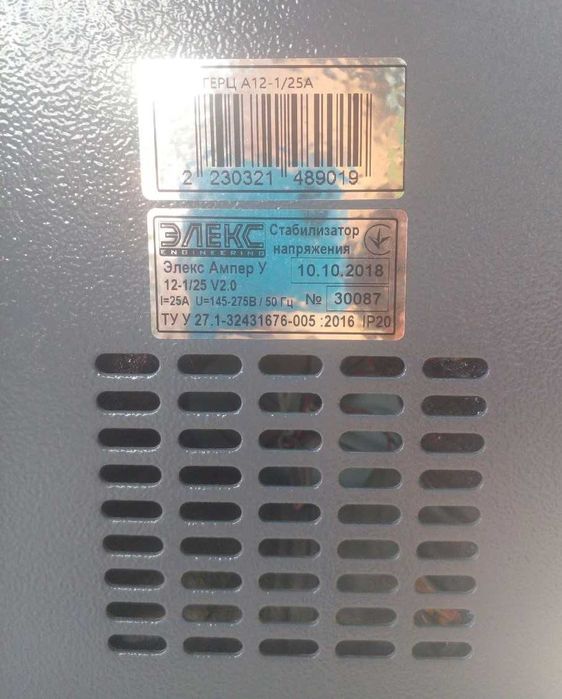 ГЕРЦ А12-1/25А
2 230321 489019
ЭЛЕКС Стабилизатор
ENGINEERING напряжения
Элекс Ампер У 10.10.2018
12-1/25 V2.0
I=25А U=145-275В / 50 Гц № 30087
ТУ У 27.1-32431676-005 :2016 IP20